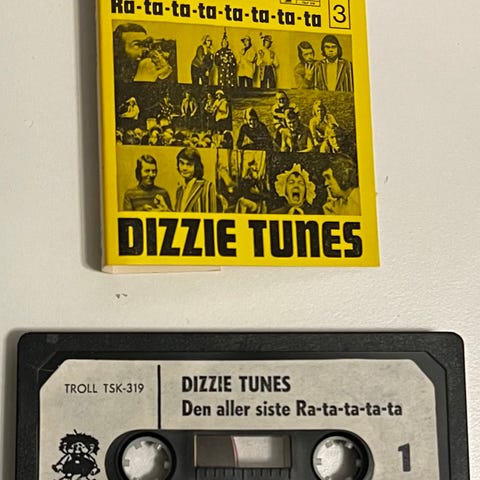 Ra-ta-ta-ta-ta-ta-ta-ta-ta
3
DIZZIE TUNES
TROLL TSK-319
DIZZIE TUNES
Den aller siste Ra-ta-ta-ta-ta
1